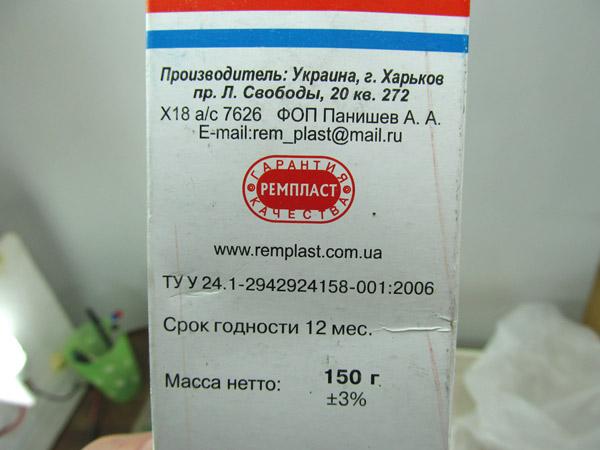 Производитель: Украина, г. Харьков
пр. Л. Свободы, 20 кв. 272
Х18 а/с 7626 ФОП Панишев А. А.
E-mail:rem_plast@mail.ru
ГАРАНТИЯ
РЕМПЛАСТ
КАЧЕСТВА
www.remplast.com.ua
ТУ У 24.1-2942924158-001:2006
Срок годности 12 мес.
Масса нетто: 150 г
±3%